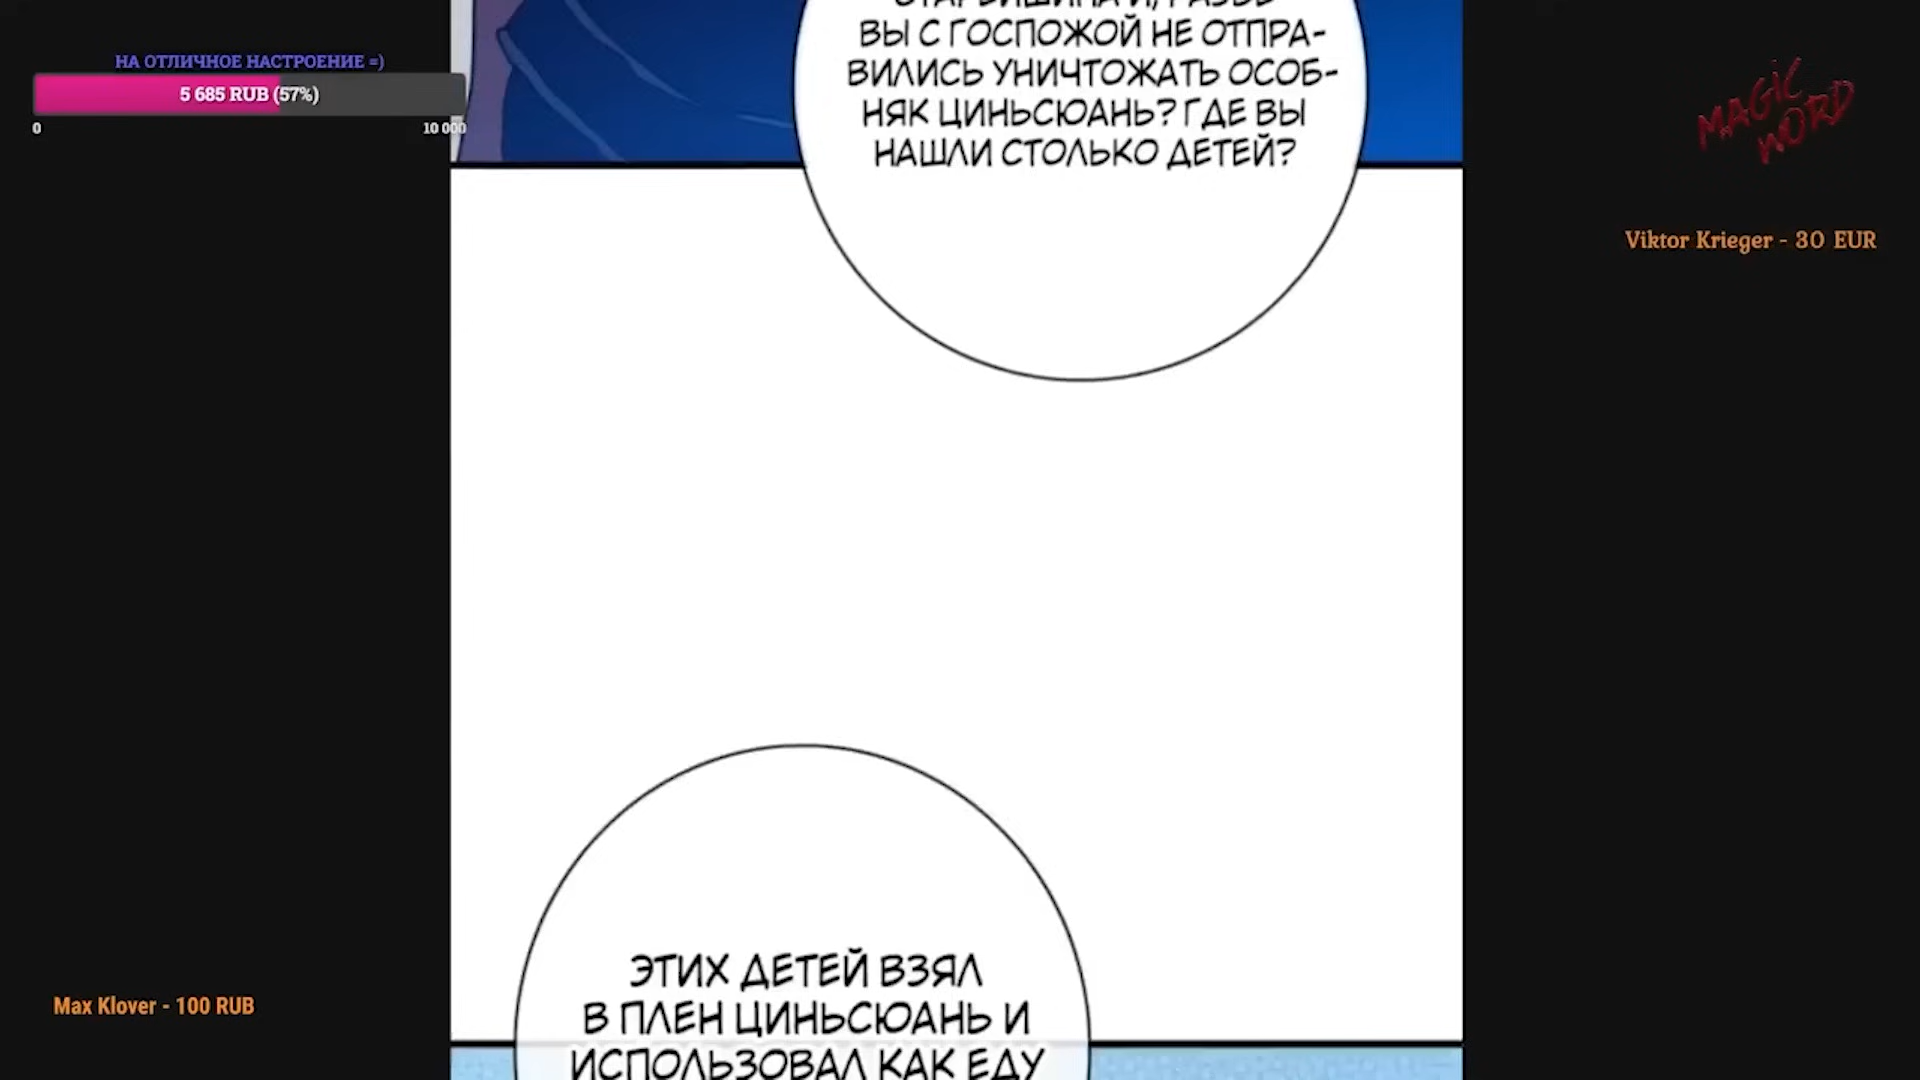 НА ОТЛИЧНОЕ НАСТРОЕНИЕ =)
5 685 RUB (57%)
0
10 000
СТАРЕЙШИНА И, РАЗВЕ
ВЫ С ГОСПОЖОЙ НЕ ОТПРА-
ВИЛИСЬ УНИЧТОЖАТЬ ОСОБ-
НЯК ЦИНЬСЮАНЬ? ГДЕ ВЫ
НАШЛИ СТОЛЬКО ДЕТЕЙ?
MAGIC
WORD
Viktor Krieger - 30 EUR
ЭТИХ ДЕТЕЙ ВЗЯЛ
В ПЛЕН ЦИНЬСЮАНЬ И
ИСПОЛЬЗОВАЛ КАК ЕДУ
Max Klover - 100 RUB